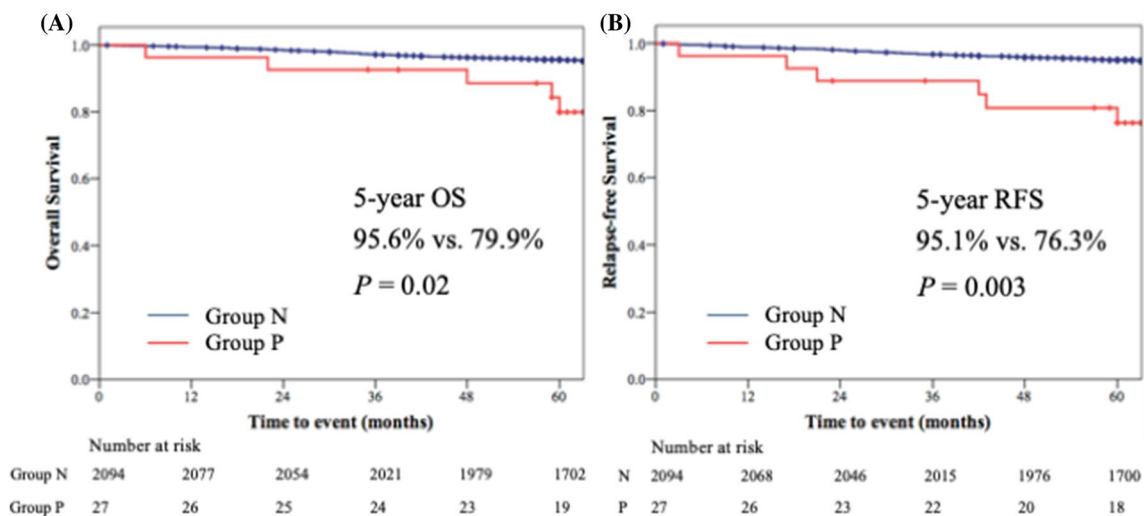 (A)
Overall Survival
1.0
0.8
0.6
0.4
0.2
0.0
0 12 24 36 48 60
Time to event (months)
5-year OS
95.6% vs. 79.9%
P = 0.02
Group N
Group P
Number at risk
Group N 2094 2077 2054 2021 1979 1702
Group P 27 26 25 24 23 19
(B)
Relapse-free Survival
1.0
0.8
0.6
0.4
0.2
0.0
0 12 24 36 48 60
Time to event (months)
5-year RFS
95.1% vs. 76.3%
P = 0.003
Group N
Group P
Number at risk
N 2094 2068 2046 2015 1976 1700
P 27 26 23 22 20 18